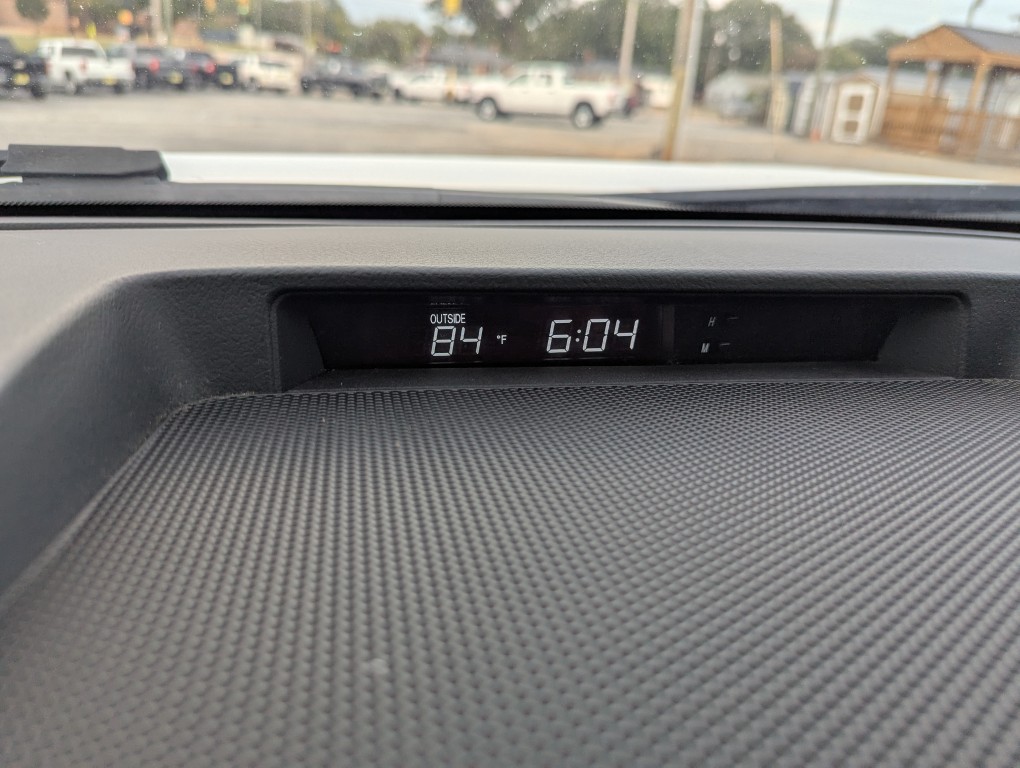 OUTSIDE
84 °F 6:04
H
M